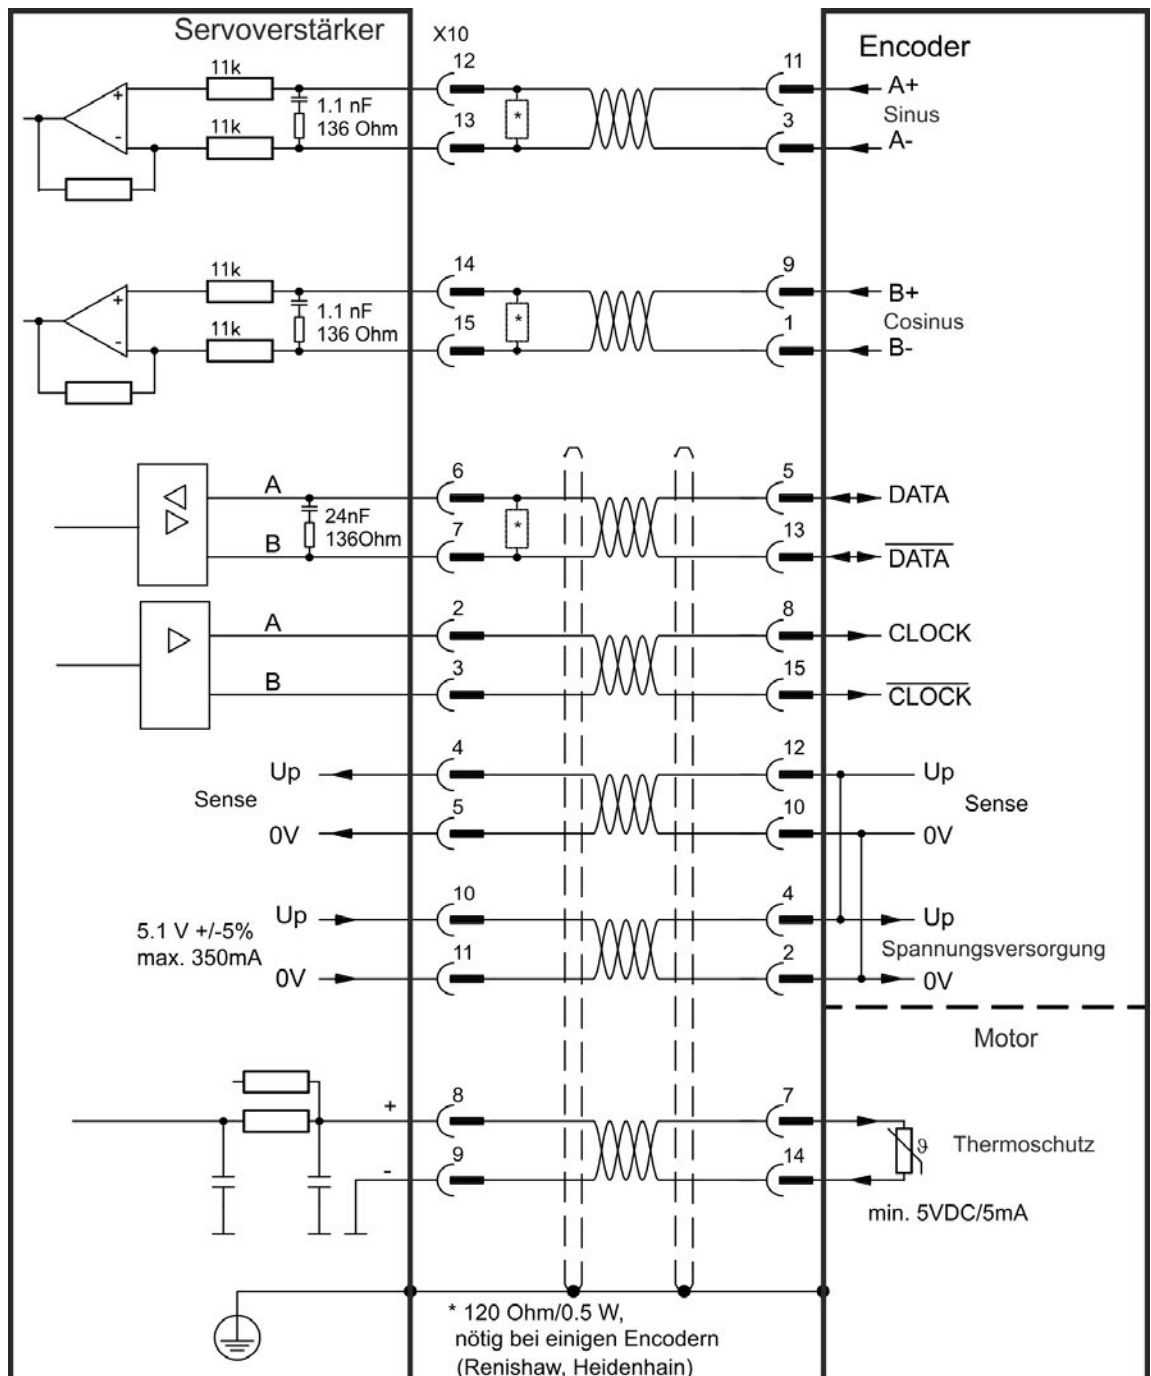 Servoverstärker
X10
Encoder
11k
12
11
A+
+
1.1 nF
*
Sinus
11k
136 Ohm
13
3
A-
-
11k
14
9
B+
+
1.1 nF
*
Cosinus
11k
136 Ohm
15
1
B-
-
A
6
5
DATA
24nF
*
136Ohm
B
7
13
DATA
A
2
8
CLOCK
B
3
15
CLOCK
Up
4
12
Up
Sense
Sense
0V
5
10
0V
5.1 V +/-5%
Up
10
4
Up
max. 350mA
Spannungsversorgung
0V
11
2
0V
Motor
+
8
7
ϑ
Thermoschutz
-
9
14
min. 5VDC/5mA
* 120 Ohm/0.5 W,
nötig bei einigen Encodern
(Renishaw, Heidenhain)